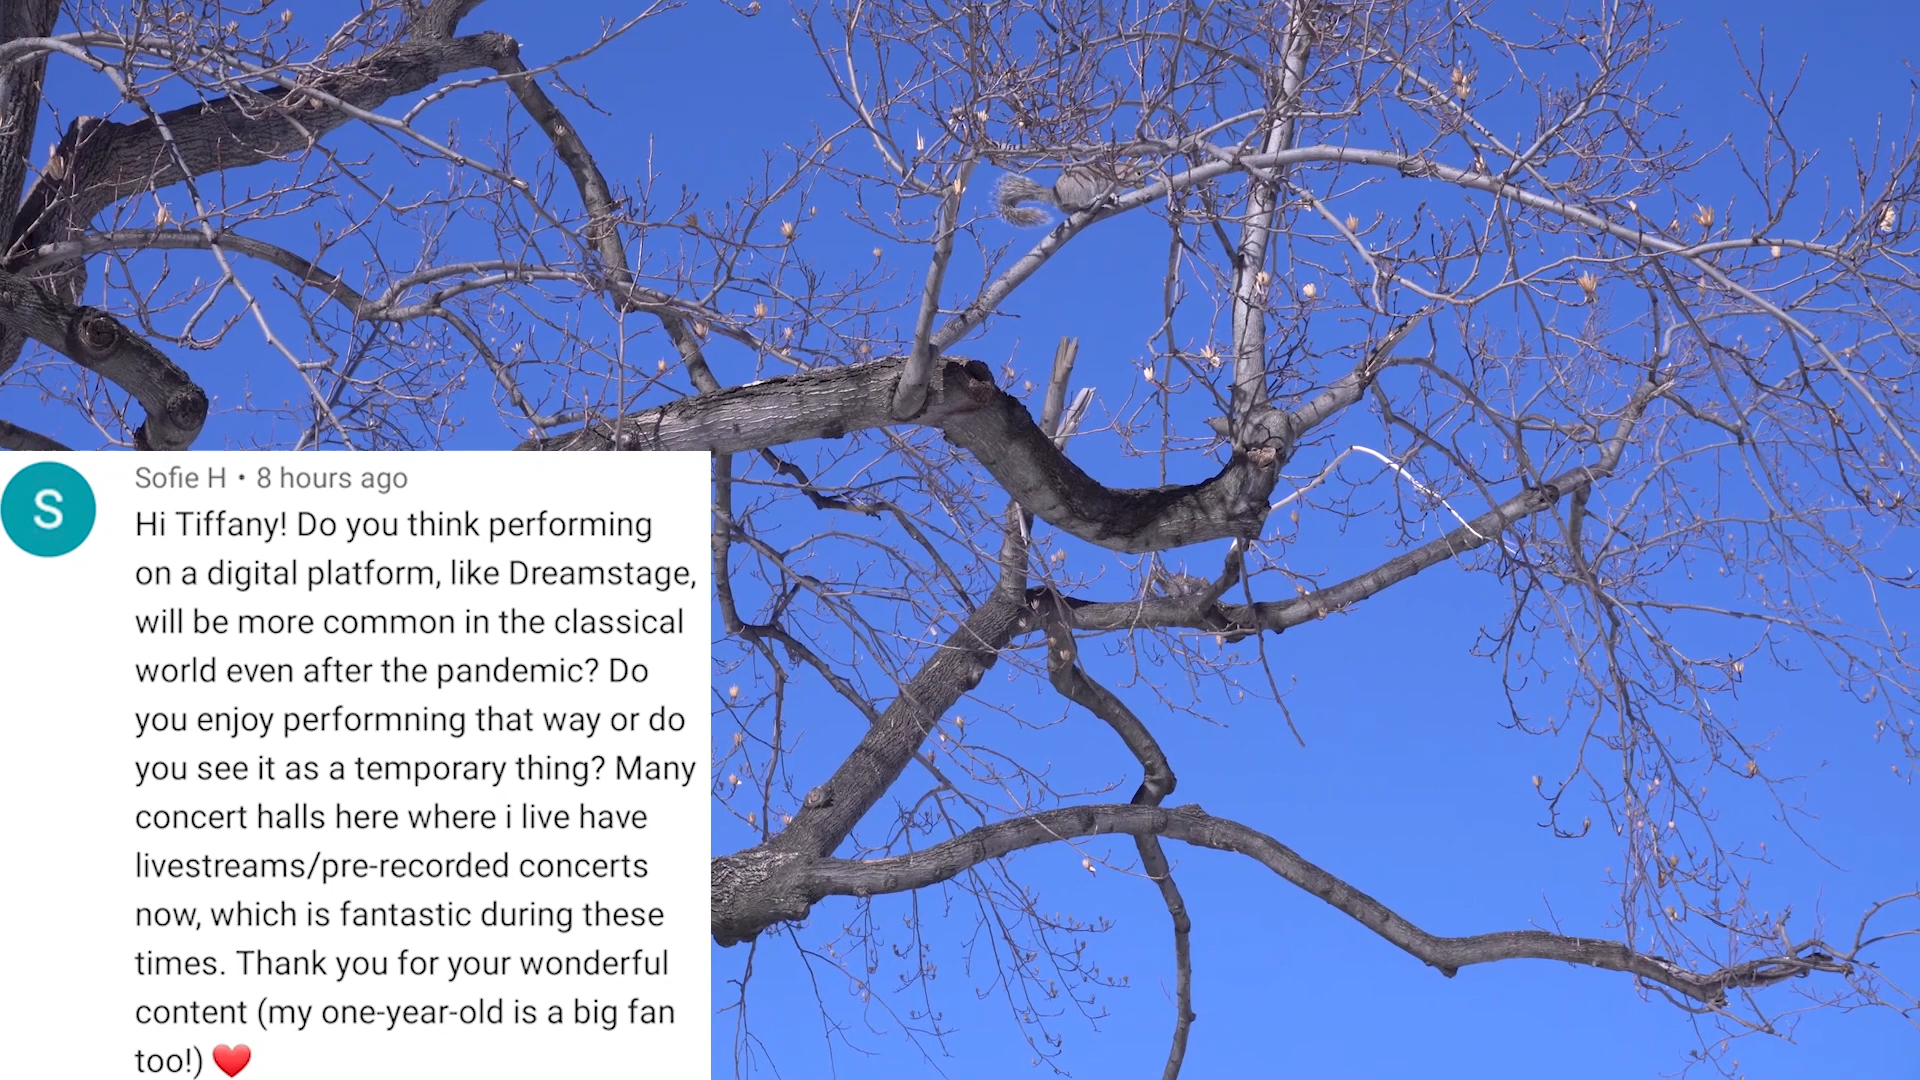 S
Sofie H • 8 hours ago
Hi Tiffany! Do you think performing
on a digital platform, like Dreamstage,
will be more common in the classical
world even after the pandemic? Do
you enjoy performning that way or do
you see it as a temporary thing? Many
concert halls here where i live have
livestreams/pre-recorded concerts
now, which is fantastic during these
times. Thank you for your wonderful
content (my one-year-old is a big fan
too!) ❤️